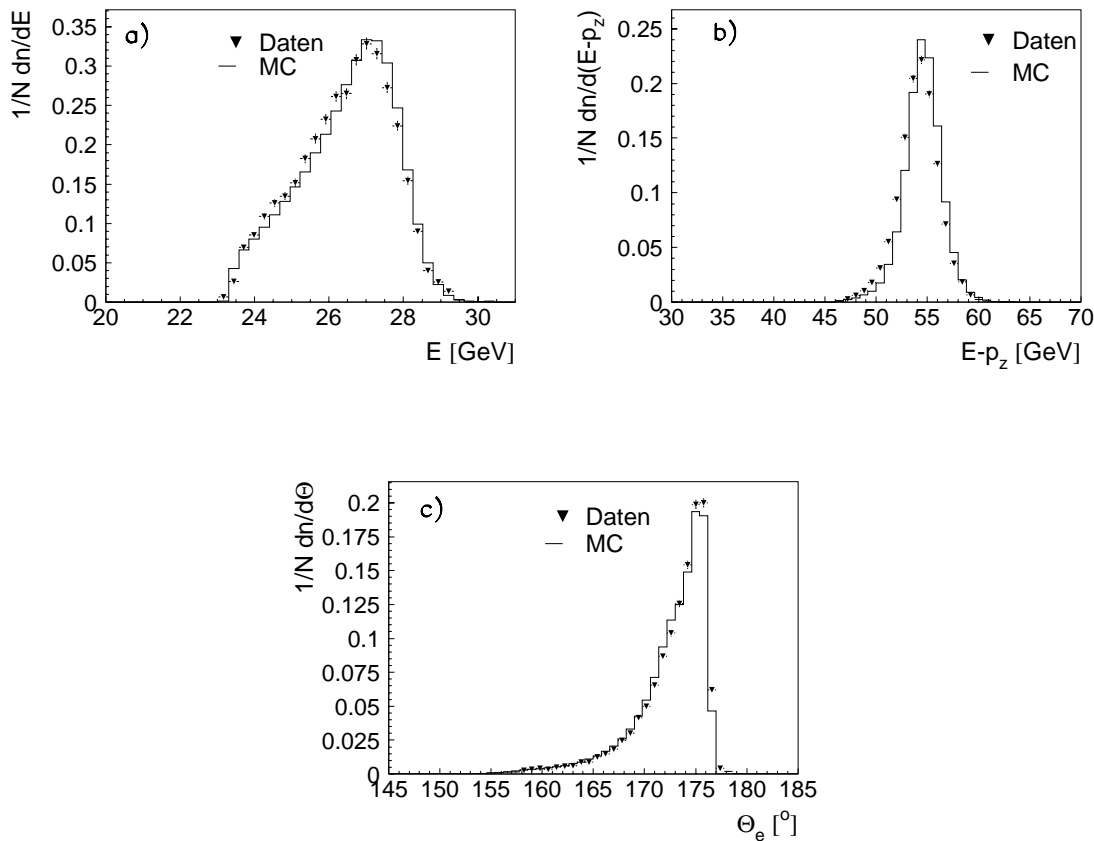 a)
1/N dn/dE
Daten
MC
0.35
0.3
0.25
0.2
0.15
0.1
0.05
0
20 22 24 26 28 30
E [GeV]
b)
1/N dn/d(E-p_z)
Daten
MC
0.25
0.2
0.15
0.1
0.05
0
30 35 40 45 50 55 60 65 70
E-p_z [GeV]
c)
1/N dn/dΘ
Daten
MC
0.2
0.175
0.15
0.125
0.1
0.075
0.05
0.025
0
145 150 155 160 165 170 175 180 185
Θ_e [°]